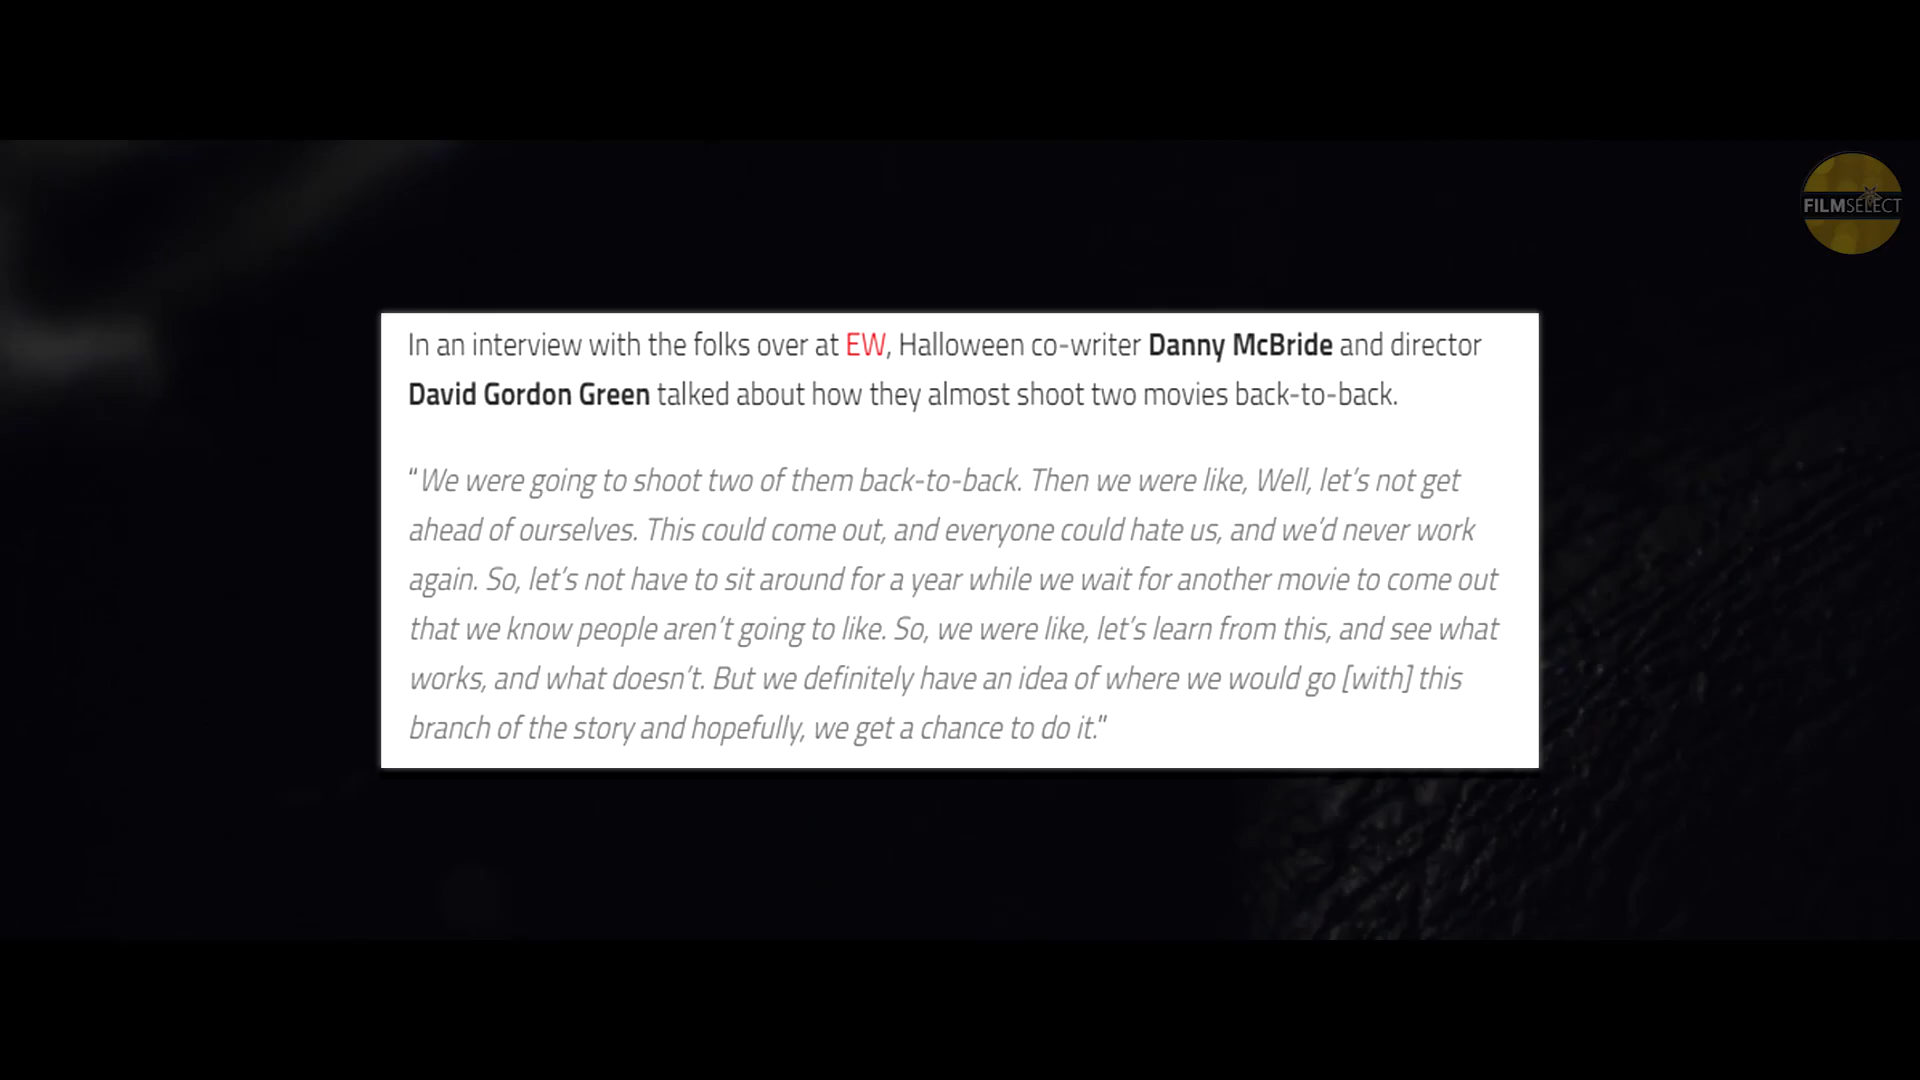 FILMSELECT
In an interview with the folks over at EW, Halloween co-writer Danny McBride and director
David Gordon Green talked about how they almost shoot two movies back-to-back.
“We were going to shoot two of them back-to-back. Then we were like, Well, let’s not get
ahead of ourselves. This could come out, and everyone could hate us, and we’d never work
again. So, let’s not have to sit around for a year while we wait for another movie to come out
that we know people aren’t going to like. So, we were like, let’s learn from this, and see what
works, and what doesn’t. But we definitely have an idea of where we would go [with] this
branch of the story and hopefully, we get a chance to do it.”